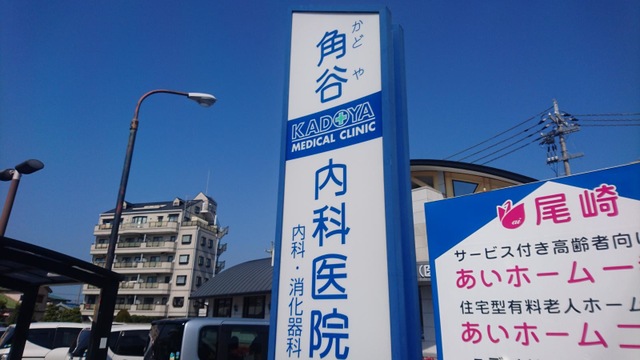 かどや
角谷
KADOYA
MEDICAL CLINIC
内科医院
内科・消化器科
尾崎
サービス付き高齢者向
あいホームー
住宅型有料老人ホーム
あいホーム